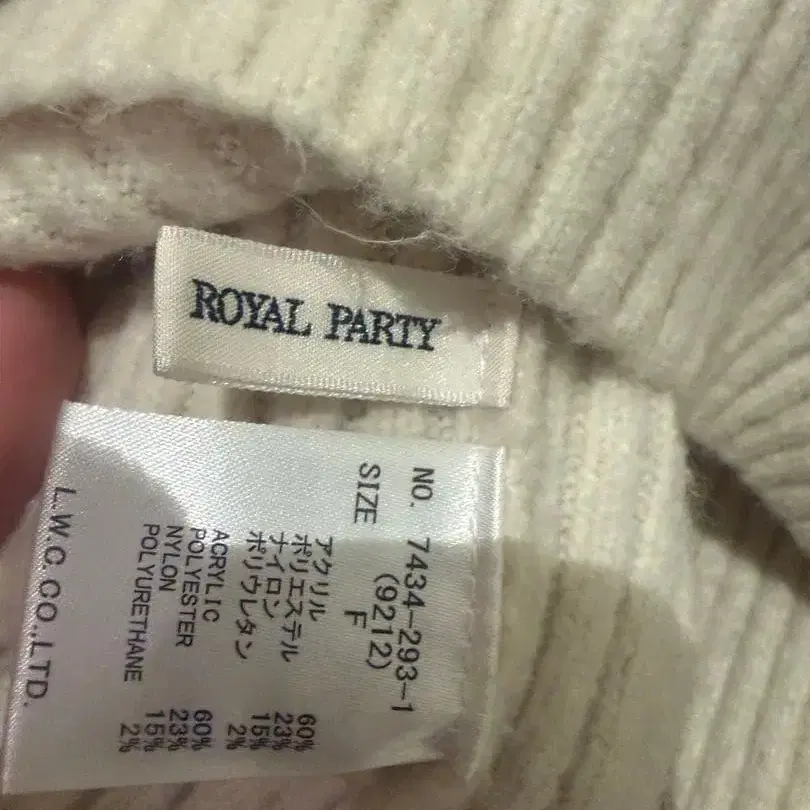 ROYAL PARTY
NO. 7434-293-1
(9212)
SIZE F
アクリル 60%
ポリエステル 23%
ナイロン 15%
ポリウレタン 2%
ACRYLIC 60%
POLYESTER 23%
NYLON 15%
POLYURETHANE 2%
L.W.C.CO.,LTD.